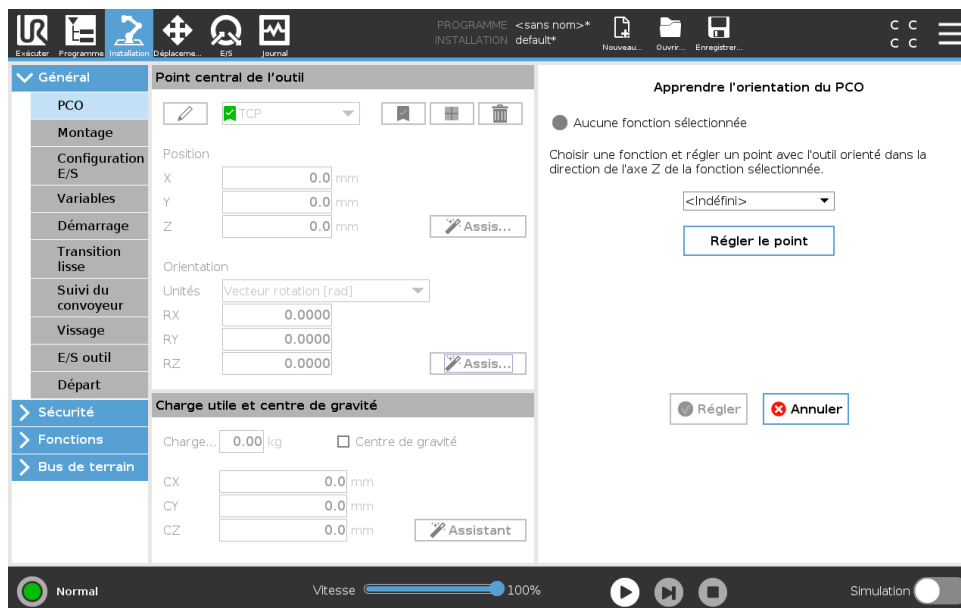 PROGRAMME <sans nom>*
INSTALLATION default*
Exécuter Programme Installation Déplaceme... E/S Journal Nouveau... Ouvrir... Enregistrer...
C C
C C
Général
PCO
Montage
Configuration
E/S
Variables
Démarrage
Transition
lisse
Suivi du
convoyeur
Vissage
E/S outil
Départ
Sécurité
Fonctions
Bus de terrain
Point central de l'outil
TCP
Position
X 0.0 mm
Y 0.0 mm
Z 0.0 mm Assis...
Orientation
Unités Vecteur rotation [rad]
RX 0.0000
RY 0.0000
RZ 0.0000 Assis...
Charge utile et centre de gravité
Charge... 0.00 kg Centre de gravité
CX 0.0 mm
CY 0.0 mm
CZ 0.0 mm Assistant
Apprendre l'orientation du PCO
Aucune fonction sélectionnée
Choisir une fonction et régler un point avec l'outil orienté dans la
direction de l'axe Z de la fonction sélectionnée.
<Indéfini>
Régler le point
Régler Annuler
Normal Vitesse 100% Simulation